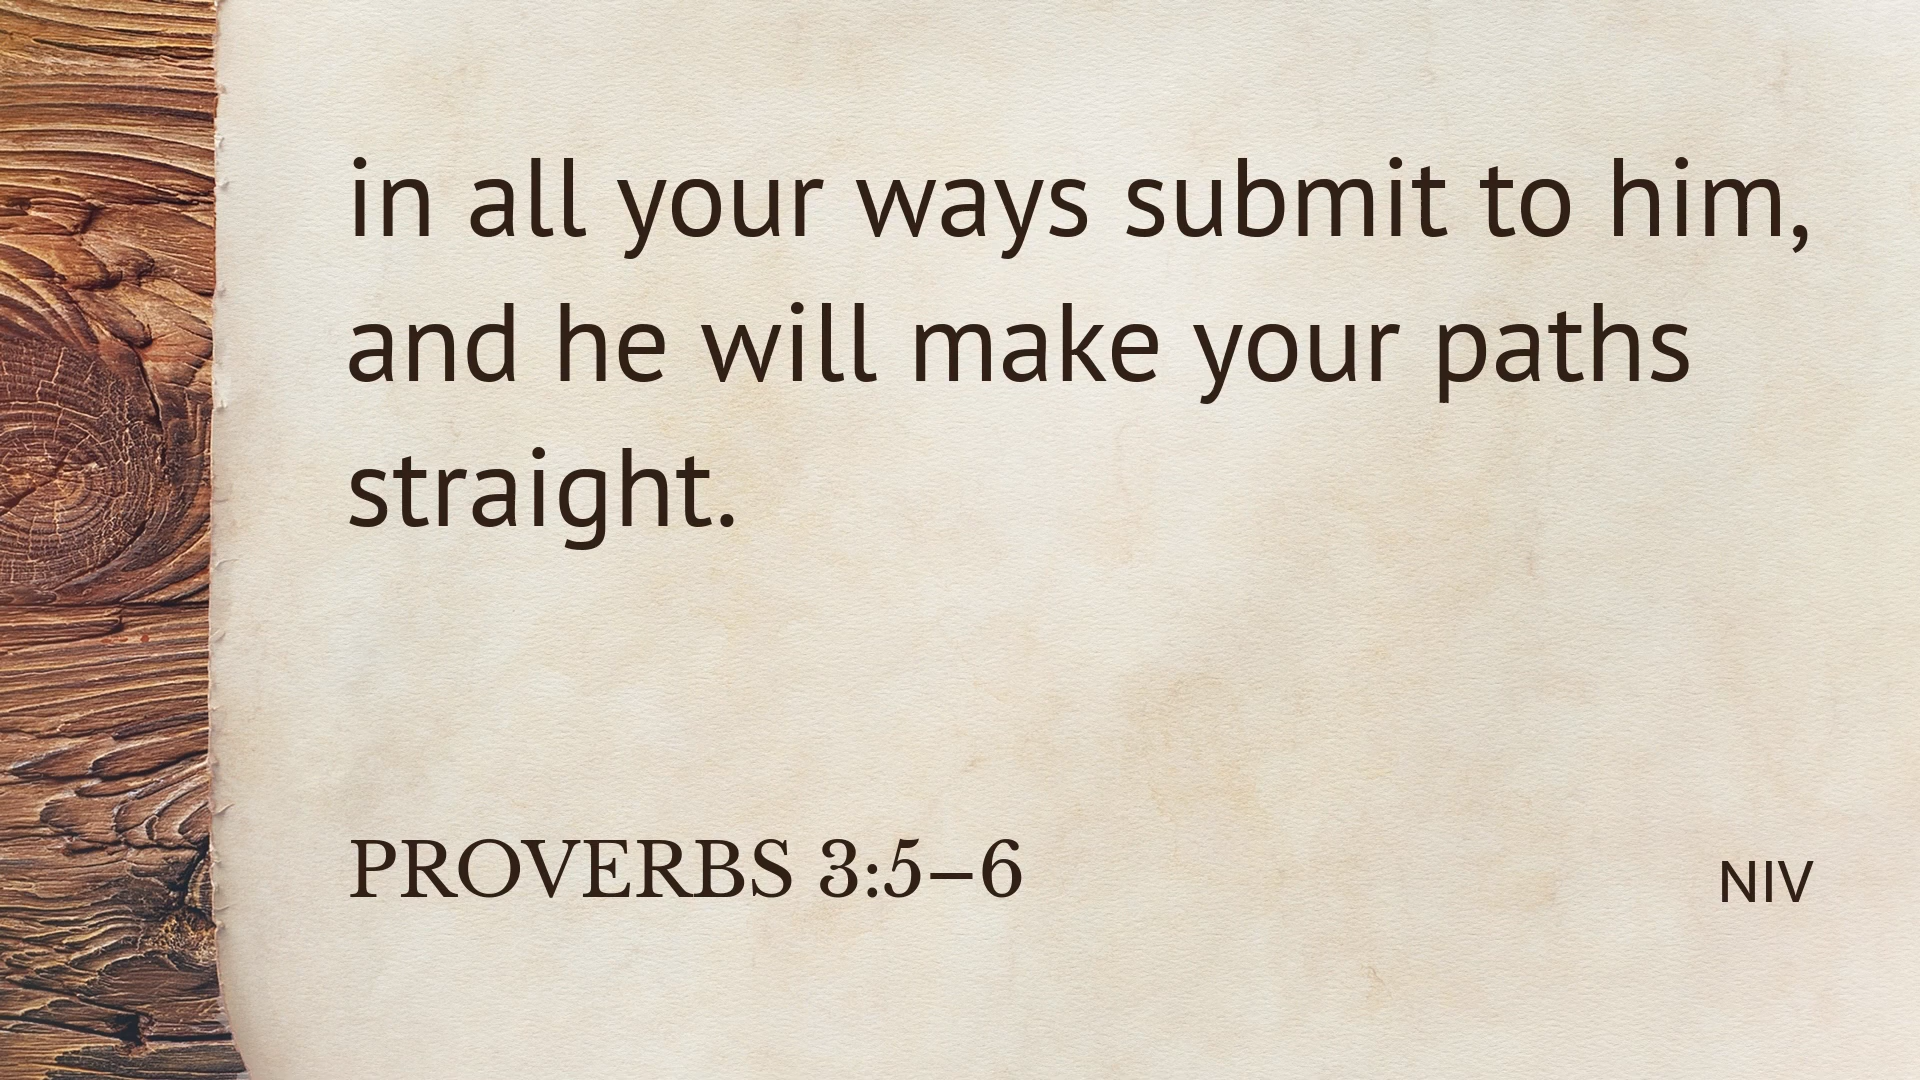 in all your ways submit to him,
and he will make your paths
straight.
PROVERBS 3:5–6
NIV